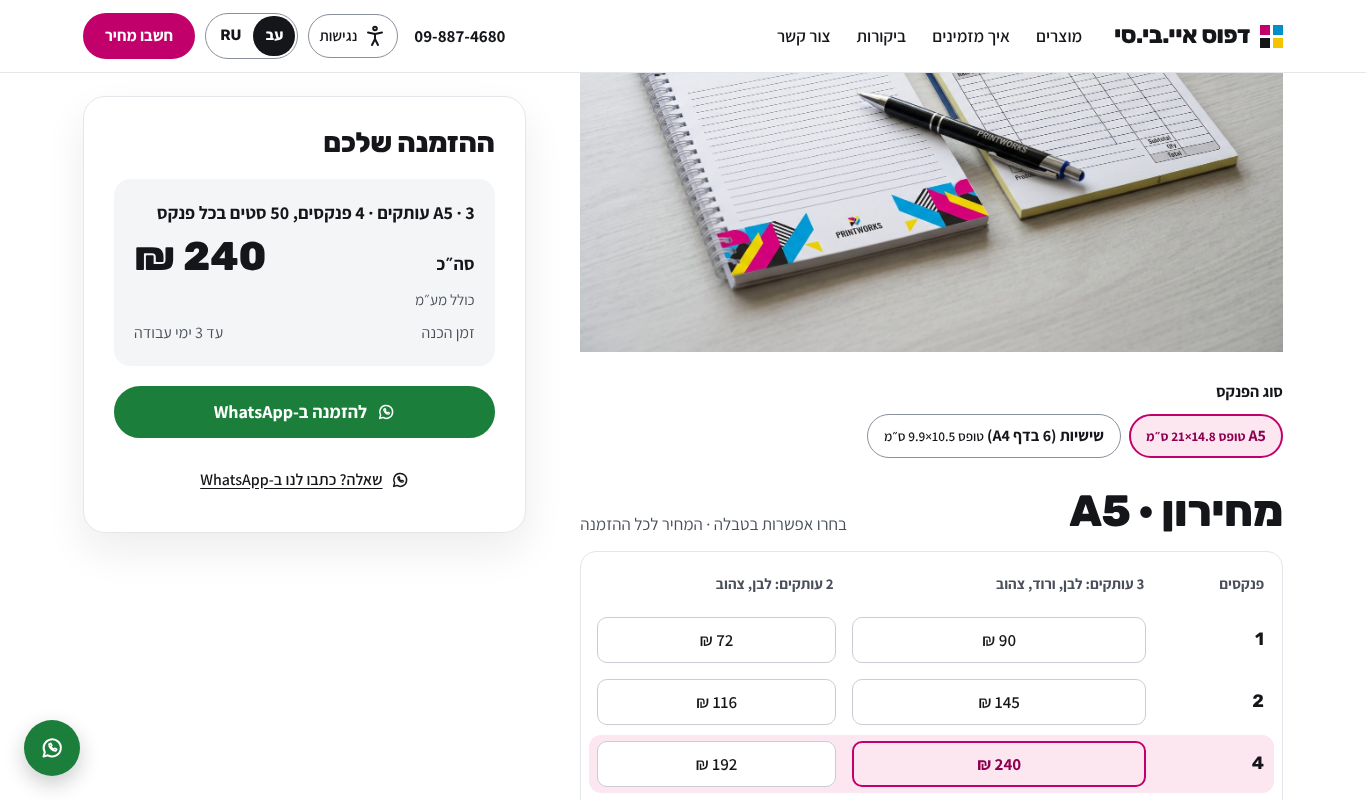 דפוס איי.בי.סי
מוצרים
איך מזמינים
ביקורות
צור קשר
09-887-4680
נגישות
עב
RU
חשבו מחיר
PRINTWORKS
PRINTWORKS
Subtotal
Qty
Total
סוג הפנקס
A5 טופס 14.8×21 ס״מ
שישיות (6 בדף A4) טופס 10.5×9.9 ס״מ
מחירון · A5
בחרו אפשרות בטבלה · המחיר לכל ההזמנה
פנקסים
3 עותקים: לבן, ורוד, צהוב
2 עותקים: לבן, צהוב
1
90 ₪
72 ₪
2
145 ₪
116 ₪
4
240 ₪
192 ₪
ההזמנה שלכם
A5 · 3 עותקים · 4 פנקסים, 50 סטים בכל פנקס
סה״כ
240 ₪
כולל מע״מ
זמן הכנה
עד 3 ימי עבודה
להזמנה ב-WhatsApp
שאלה? כתבו לנו ב-WhatsApp